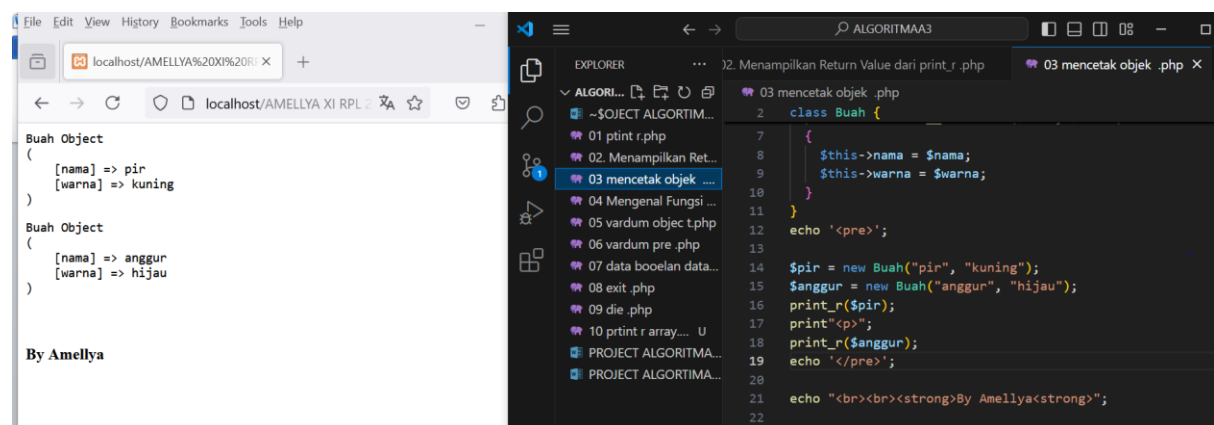 File Edit View History Bookmarks Tools Help
localhost/AMELLYA%20XI%20R
localhost/AMELLYA XI RPL 2
Buah Object
(
[nama] => pir
[warna] => kuning
)
Buah Object
(
[nama] => anggur
[warna] => hijau
)
By Amellya
ALGORITMAA3
EXPLORER
02. Menampilkan Return Value dari print_r .php
03 mencetak objek .php
ALGORI...
~$OJECT ALGORTIM...
01 ptint r.php
02. Menampilkan Ret...
03 mencetak objek ....
04 Mengenal Fungsi ...
05 vardum objec t.php
06 vardum pre .php
07 data booelan data...
08 exit .php
09 die .php
10 prtint r array.... U
PROJECT ALGORITMA...
PROJECT ALGORTIMA...
1
03 mencetak objek .php
2 class Buah {
7 {
8 $this->nama = $nama;
9 $this->warna = $warna;
10 }
11 }
12 echo '<pre>';
13
14 $pir = new Buah("pir", "kuning");
15 $anggur = new Buah("anggur", "hijau");
16 print_r($pir);
17 print"<p>";
18 print_r($anggur);
19 echo '</pre>';
20
21 echo "<br><br><strong>By Amellya<strong>";
22